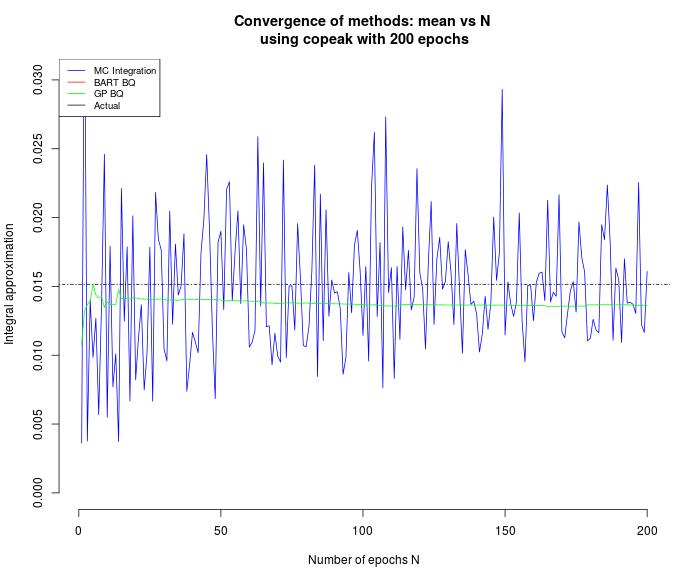 Convergence of methods: mean vs N
using copeak with 200 epochs
MC Integration
BART BQ
GP BQ
Actual
Integral approximation
0.030
0.025
0.020
0.015
0.010
0.005
0.000
0
50
100
150
200
Number of epochs N